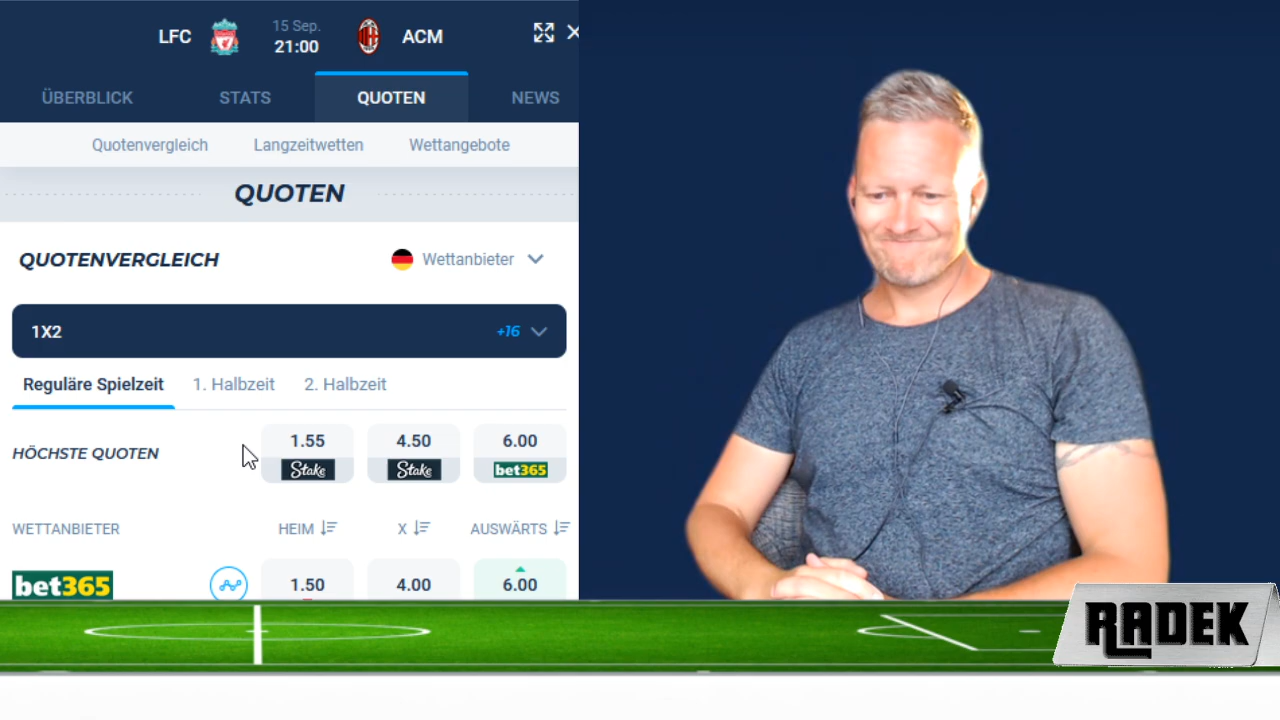 LFC 15 Sep. 21:00 ACM
ÜBERBLICK STATS QUOTEN NEWS
Quotenvergleich Langzeitwetten Wettangebote
QUOTEN
QUOTENVERGLEICH Wettanbieter
1X2 +16
Reguläre Spielzeit 1. Halbzeit 2. Halbzeit
HÖCHSTE QUOTEN 1.55 4.50 6.00
Stake Stake bet365
WETTANBIETER HEIM X AUSWÄRTS
bet365 1.50 4.00 6.00
RADEK